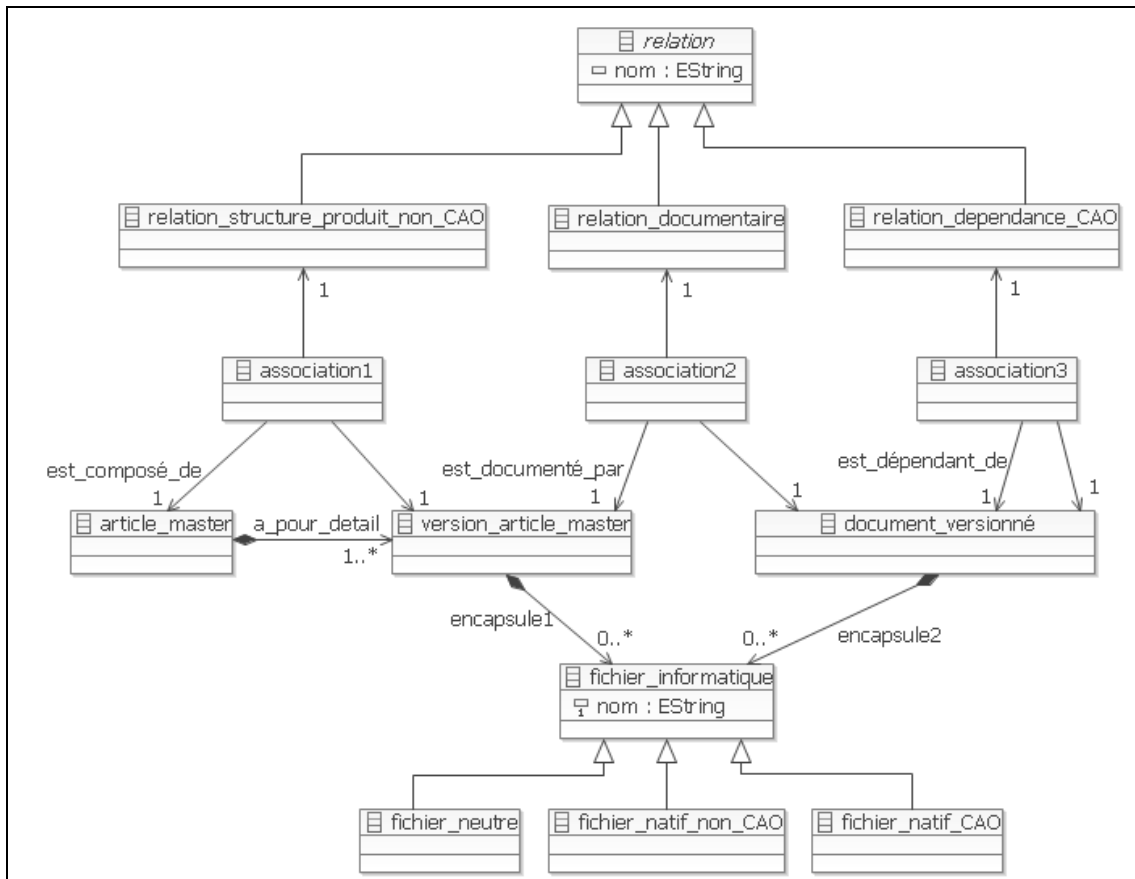 relation
nom : EString
relation_structure_produit_non_CAO
relation_documentaire
relation_dependance_CAO
1
1
1
association1
association2
association3
est_composé_de
est_documenté_par
est_dépendant_de
1
1
1
1
1
1
article_master
a_pour_detail
version_article_master
document_versionné
1..*
encapsule1
encapsule2
0..*
0..*
fichier_informatique
1
nom : EString
fichier_neutre
fichier_natif_non_CAO
fichier_natif_CAO